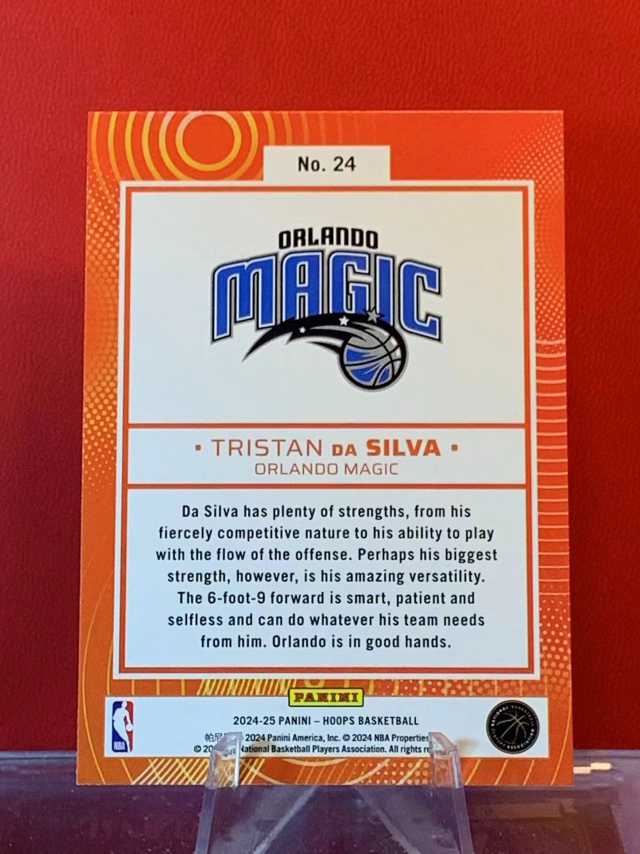 No. 24
ORLANDO
MAGIC
TRISTAN DA SILVA
ORLANDO MAGIC
Da Silva has plenty of strengths, from his
fiercely competitive nature to his ability to play
with the flow of the offense. Perhaps his biggest
strength, however, is his amazing versatility.
The 6-foot-9 forward is smart, patient and
selfless and can do whatever his team needs
from him. Orlando is in good hands.
PANINI
2024-25 PANINI – HOOPS BASKETBALL
2024 Panini America, Inc. © 2024 NBA Properties
National Basketball Players Association. All rights
NBA